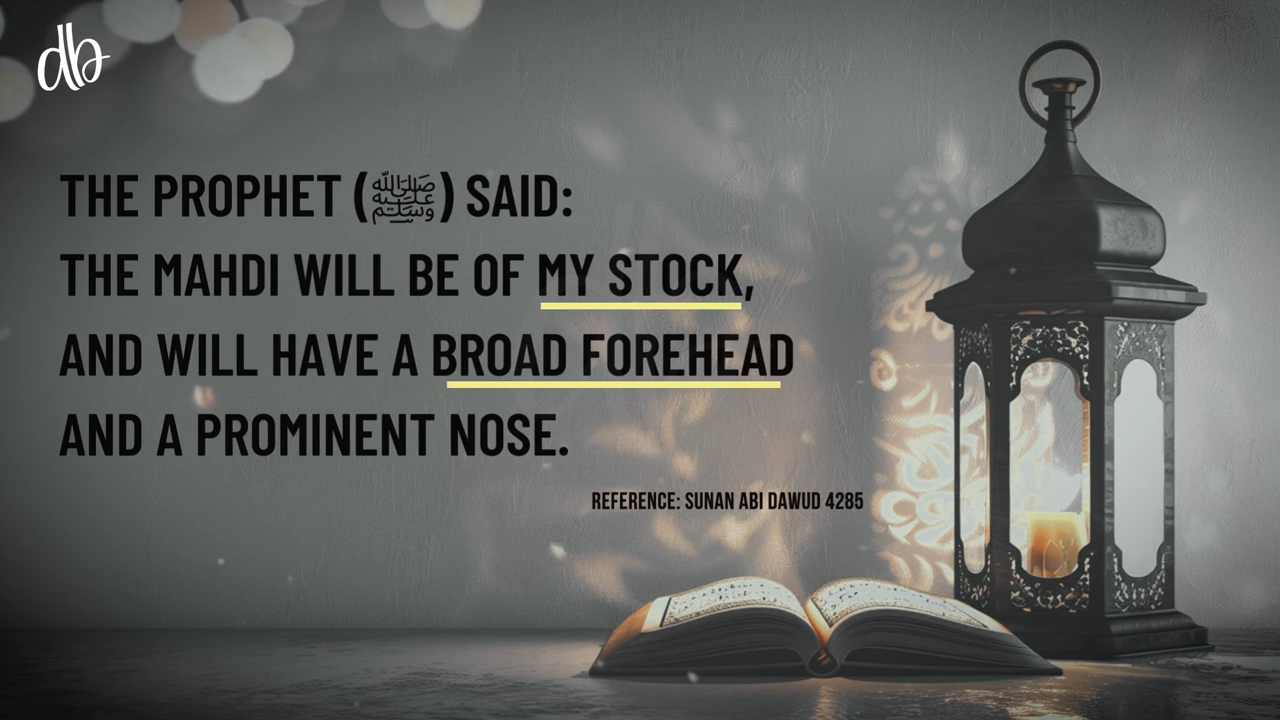 db
THE PROPHET (ﷺ) SAID:
THE MAHDI WILL BE OF MY STOCK,
AND WILL HAVE A BROAD FOREHEAD
AND A PROMINENT NOSE.
REFERENCE: SUNAN ABI DAWUD 4285